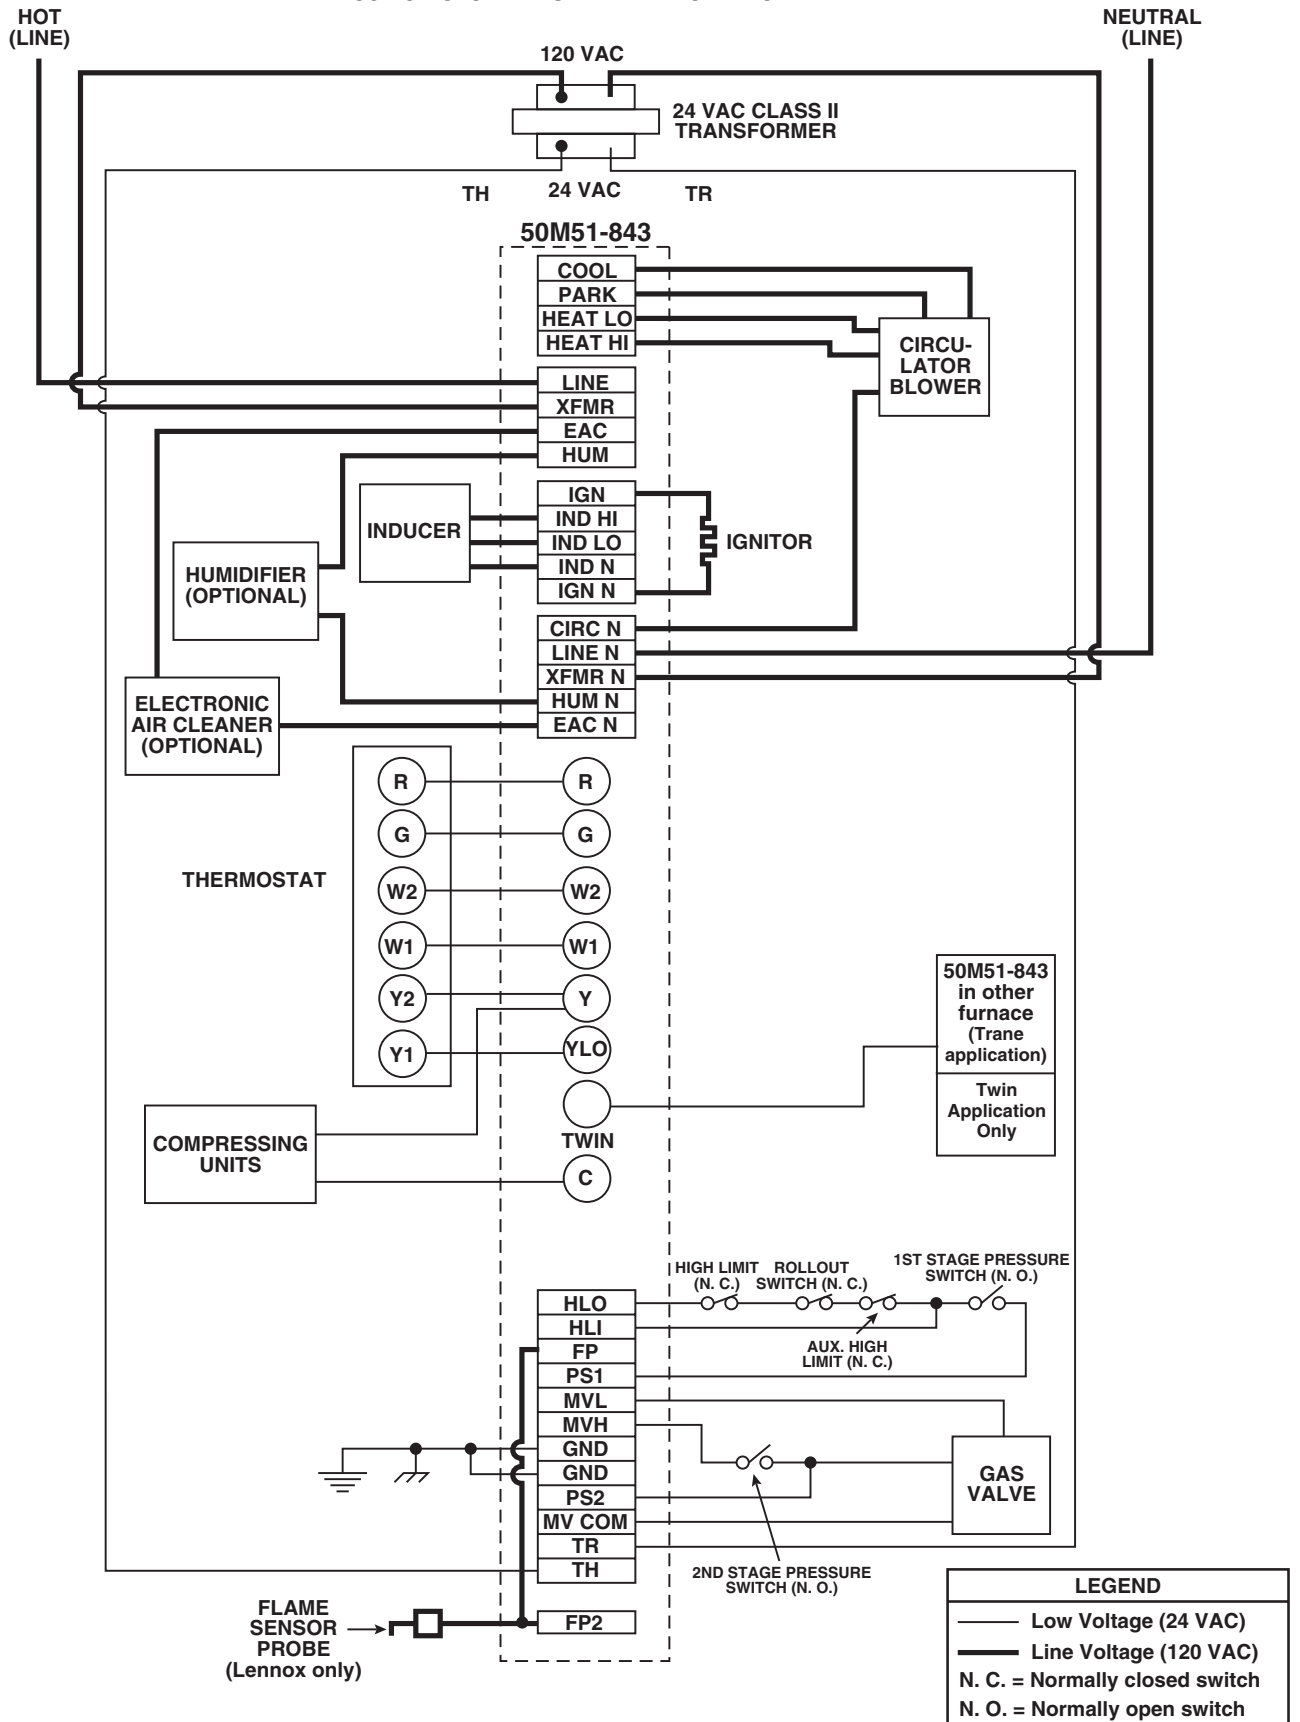 HOT
(LINE)
NEUTRAL
(LINE)
120 VAC
24 VAC CLASS II
TRANSFORMER
TH
24 VAC
TR
50M51-843
COOL
PARK
HEAT LO
HEAT HI
CIRCU-
LATOR
BLOWER
LINE
XFMR
EAC
HUM
IGN
IND HI
IND LO
IND N
IGN N
INDUCER
IGNITOR
HUMIDIFIER
(OPTIONAL)
CIRC N
LINE N
XFMR N
HUM N
EAC N
ELECTRONIC
AIR CLEANER
(OPTIONAL)
THERMOSTAT
R
R
G
G
W2
W2
W1
W1
Y2
Y
Y1
YLO
TWIN
C
50M51-843
in other
furnace
(Trane
application)
Twin
Application
Only
COMPRESSING
UNITS
HIGH LIMIT
(N. C.)
ROLLOUT
SWITCH (N. C.)
1ST STAGE PRESSURE
SWITCH (N. O.)
AUX. HIGH
LIMIT (N. C.)
HLO
HLI
FP
PS1
MVL
MVH
GND
GND
PS2
MV COM
TR
TH
GAS
VALVE
2ND STAGE PRESSURE
SWITCH (N. O.)
FLAME
SENSOR
PROBE
(Lennox only)
FP2
LEGEND
Low Voltage (24 VAC)
Line Voltage (120 VAC)
N. C. = Normally closed switch
N. O. = Normally open switch